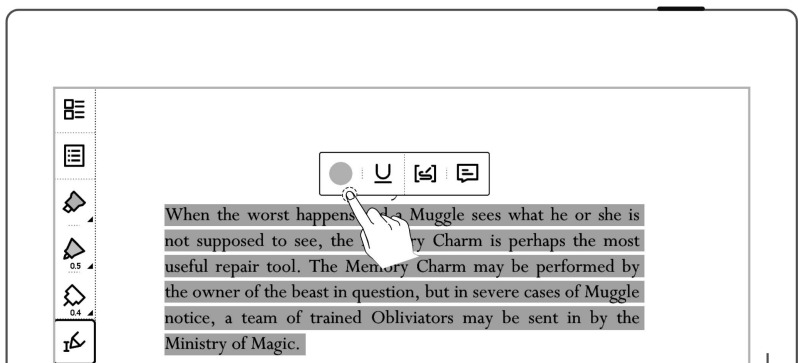 When the worst happens and a Muggle sees what he or she is
not supposed to see, the Memory Charm is perhaps the most
useful repair tool. The Memory Charm may be performed by
the owner of the beast in question, but in severe cases of Muggle
notice, a team of trained Obliviators may be sent in by the
Ministry of Magic.
0.5
0.4